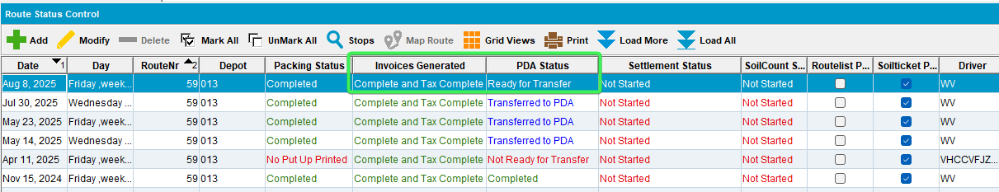 Route Status Control
Add Modify Delete Mark All UnMark All Stops Map Route Grid Views Print Load More Load All
Date 1 Day RouteNr 2 Depot Packing Status Invoices Generated PDA Status Settlement Status SoilCount S... Routelist P... Soilticket P... Driver
Aug 8, 2025 Friday ,week... 59 013 Completed Complete and Tax Complete Ready for Transfer Not Started Not Started WV
Jul 30, 2025 Wednesday ... 59 013 Completed Complete and Tax Complete Transferred to PDA Not Started Not Started WV
May 23, 2025 Friday ,week... 59 013 Completed Complete and Tax Complete Transferred to PDA Not Started Not Started WV
May 14, 2025 Wednesday ... 59 013 Completed Complete and Tax Complete Transferred to PDA Not Started Not Started WV
Apr 11, 2025 Friday ,week... 59 013 No Put Up Printed Complete and Tax Complete Not Ready for Transfer Not Started Not Started VHCCVFJZ...
Nov 15, 2024 Friday ,week... 59 013 Completed Complete and Tax Complete Completed Not Started Not Started WV